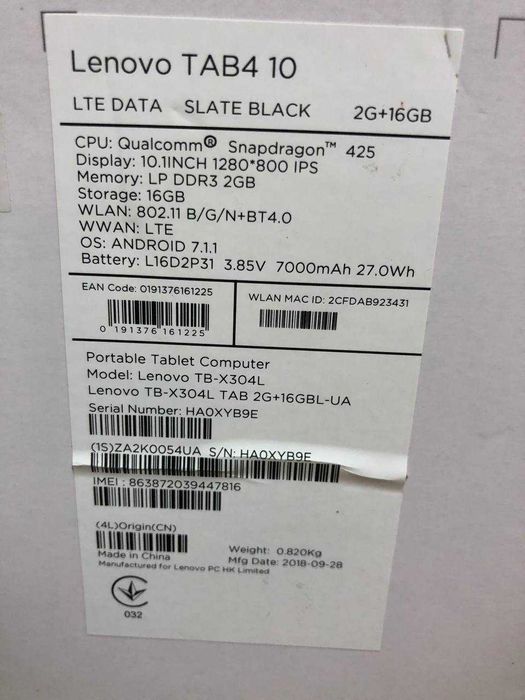 Lenovo TAB4 10
LTE DATA SLATE BLACK 2G+16GB
CPU: Qualcomm® Snapdragon™ 425
Display: 10.1INCH 1280*800 IPS
Memory: LP DDR3 2GB
Storage: 16GB
WLAN: 802.11 B/G/N+BT4.0
WWAN: LTE
OS: ANDROID 7.1.1
Battery: L16D2P31 3.85V 7000mAh 27.0Wh
EAN Code: 0191376161225
0 191376 161225
WLAN MAC ID: 2CFDAB923431
Portable Tablet Computer
Model: Lenovo TB-X304L
Lenovo TB-X304L TAB 2G+16GBL-UA
Serial Number: HA0XYB9E
(1S)ZA2K0054UA S/N: HA0XYB9E
IMEI : 863872039447816
(4L)Origin(CN)
Made in China
Weight: 0.820Kg
Mfg Date: 2018-09-28
Manufactured for Lenovo PC HK Limited
032